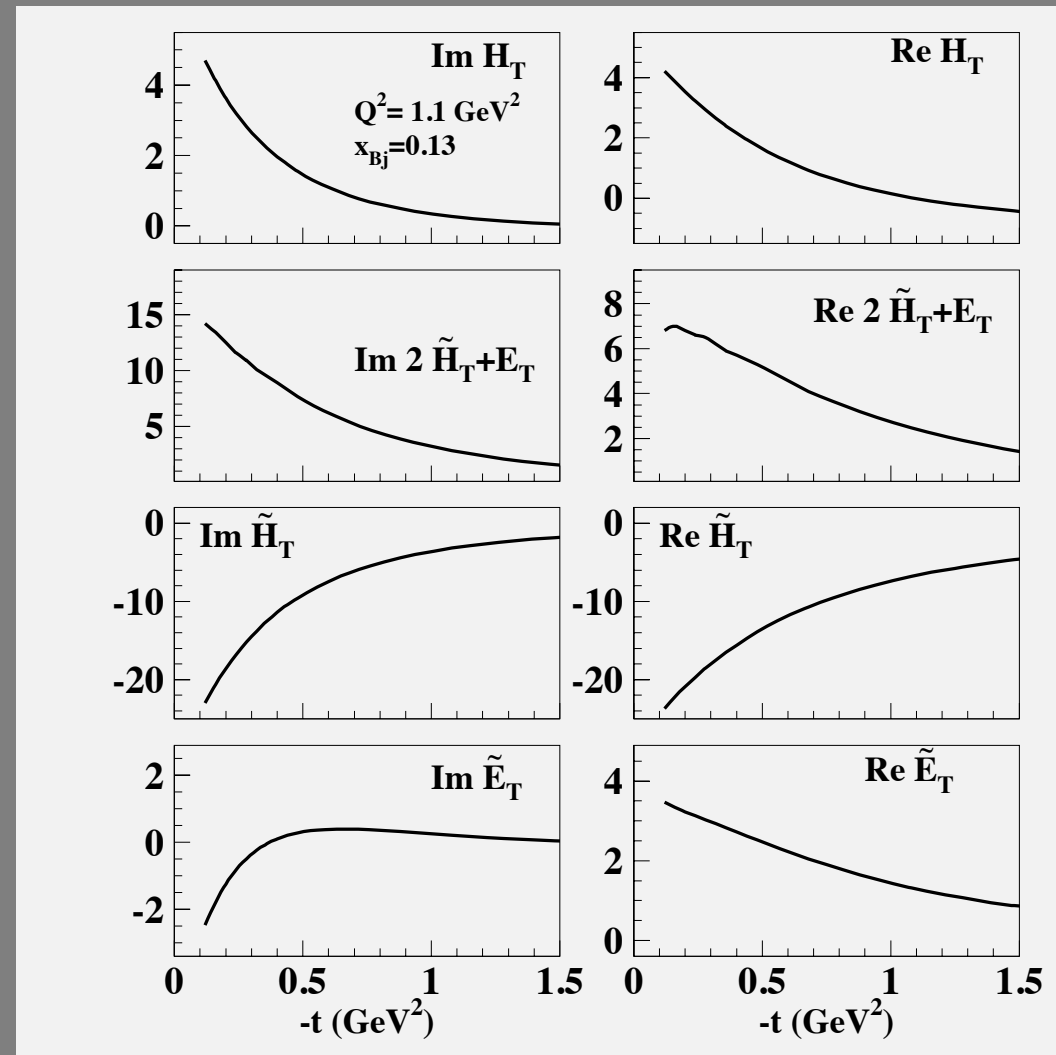 Im H_T
Q^2= 1.1 GeV^2
x_Bj=0.13
4
2
0
Re H_T
4
2
0
Im 2 H̃_T+E_T
15
10
5
Re 2 H̃_T+E_T
8
6
4
2
Im H̃_T
0
-10
-20
Re H̃_T
0
-10
-20
Im Ẽ_T
2
0
-2
0 0.5 1 1.5
-t (GeV^2)
Re Ẽ_T
4
2
0
0 0.5 1 1.5
-t (GeV^2)